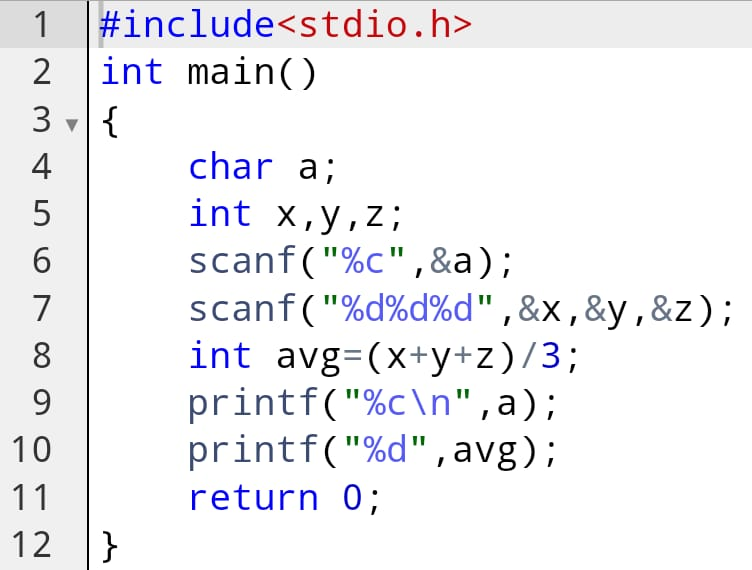 1 #include<stdio.h>
2 int main()
3 ▼ {
4 char a;
5 int x,y,z;
6 scanf("%c",&a);
7 scanf("%d%d%d",&x,&y,&z);
8 int avg=(x+y+z)/3;
9 printf("%c\n",a);
10 printf("%d",avg);
11 return 0;
12 }